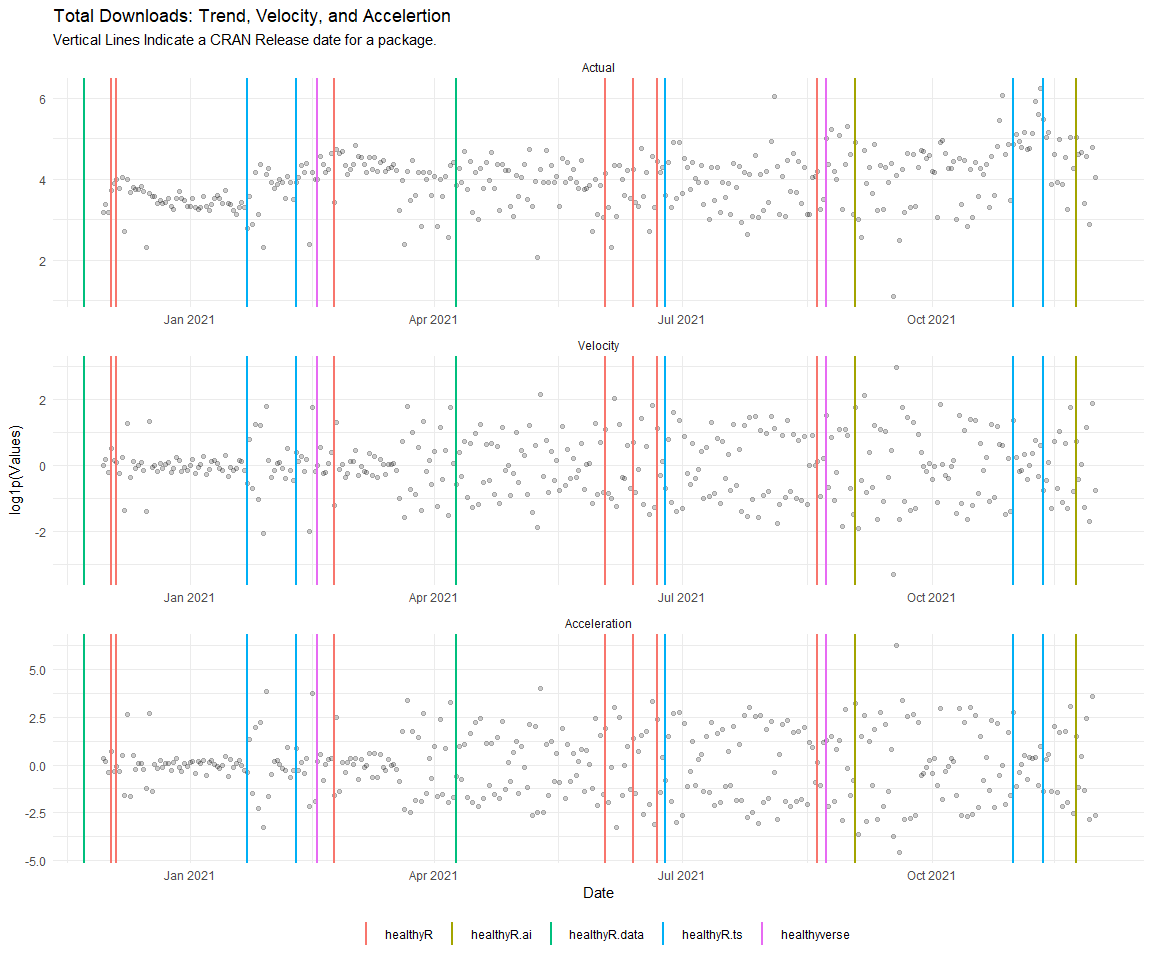 Total Downloads: Trend, Velocity, and Accelertion
Vertical Lines Indicate a CRAN Release date for a package.
Actual
6
4
2
Jan 2021 Apr 2021 Jul 2021 Oct 2021
Velocity
2
0
-2
Jan 2021 Apr 2021 Jul 2021 Oct 2021
Acceleration
5.0
2.5
0.0
-2.5
-5.0
Jan 2021 Apr 2021 Jul 2021 Oct 2021
log1p(Values)
Date
healthyR healthyR.ai healthyR.data healthyR.ts healthyverse